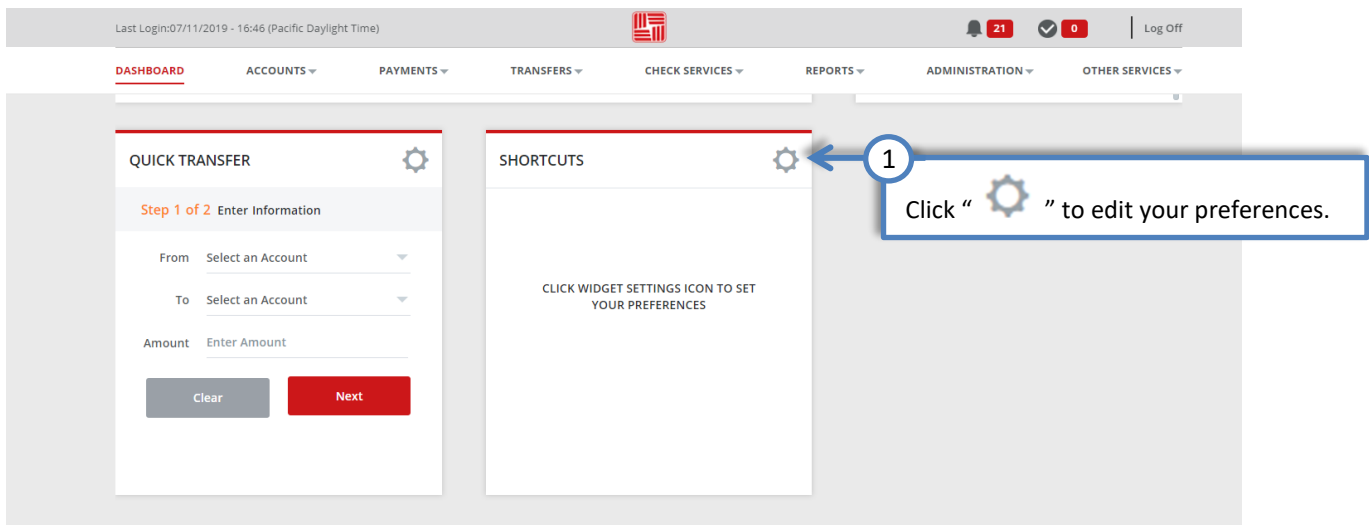 Last Login:07/11/2019 - 16:46 (Pacific Daylight Time)
21
0
Log Off
DASHBOARD
ACCOUNTS
PAYMENTS
TRANSFERS
CHECK SERVICES
REPORTS
ADMINISTRATION
OTHER SERVICES
QUICK TRANSFER
Step 1 of 2 Enter Information
From Select an Account
To Select an Account
Amount Enter Amount
Clear
Next
SHORTCUTS
CLICK WIDGET SETTINGS ICON TO SET
YOUR PREFERENCES
1
Click “ ” to edit your preferences.